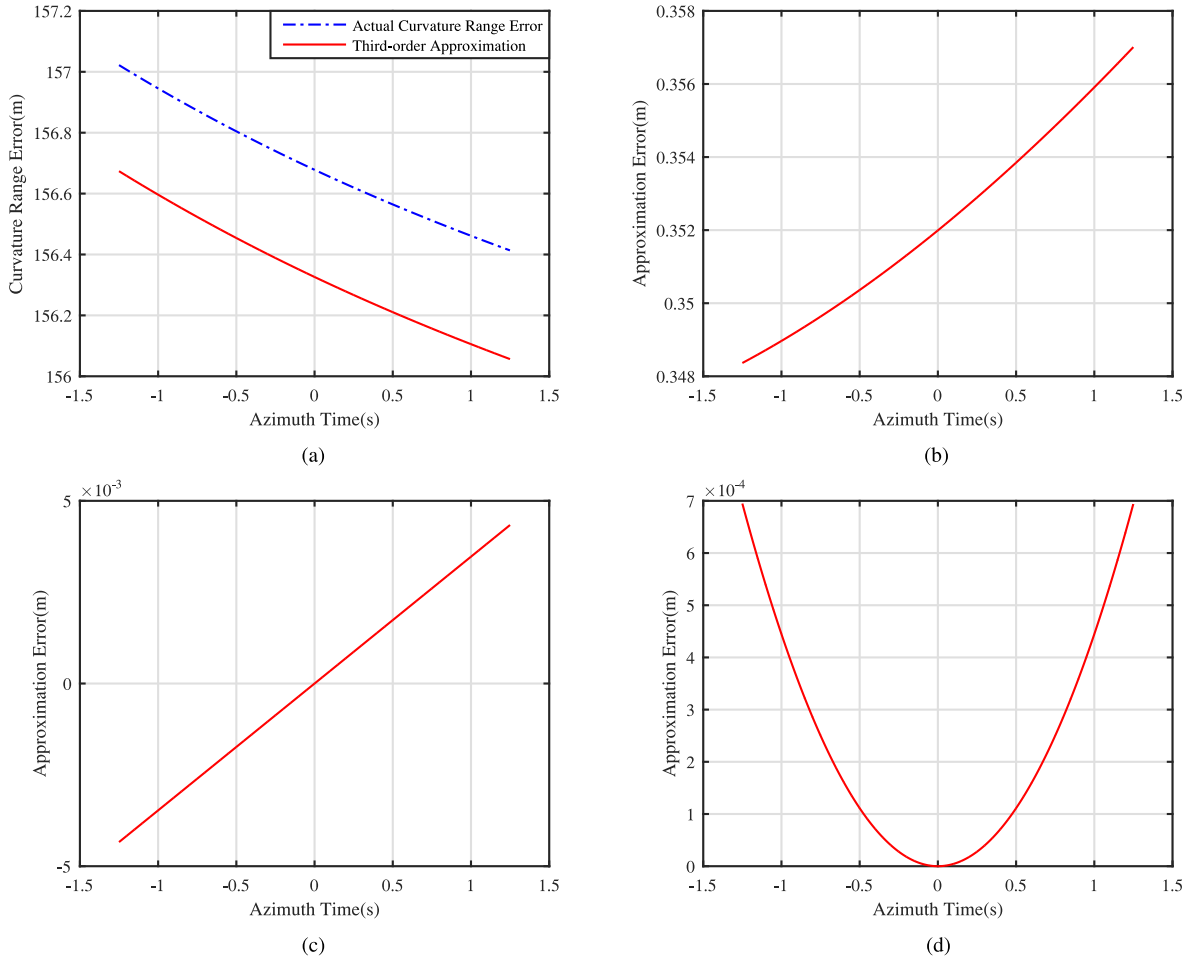 157.2
157
156.8
156.6
156.4
156.2
156
Curvature Range Error(m)
Actual Curvature Range Error
Third-order Approximation
-1.5 -1 -0.5 0 0.5 1 1.5
Azimuth Time(s)
(a)
0.358
0.356
0.354
0.352
0.35
0.348
Approximation Error(m)
-1.5 -1 -0.5 0 0.5 1 1.5
Azimuth Time(s)
(b)
×10⁻³
5
0
-5
Approximation Error(m)
-1.5 -1 -0.5 0 0.5 1 1.5
Azimuth Time(s)
(c)
×10⁻⁴
7
6
5
4
3
2
1
0
Approximation Error(m)
-1.5 -1 -0.5 0 0.5 1 1.5
Azimuth Time(s)
(d)